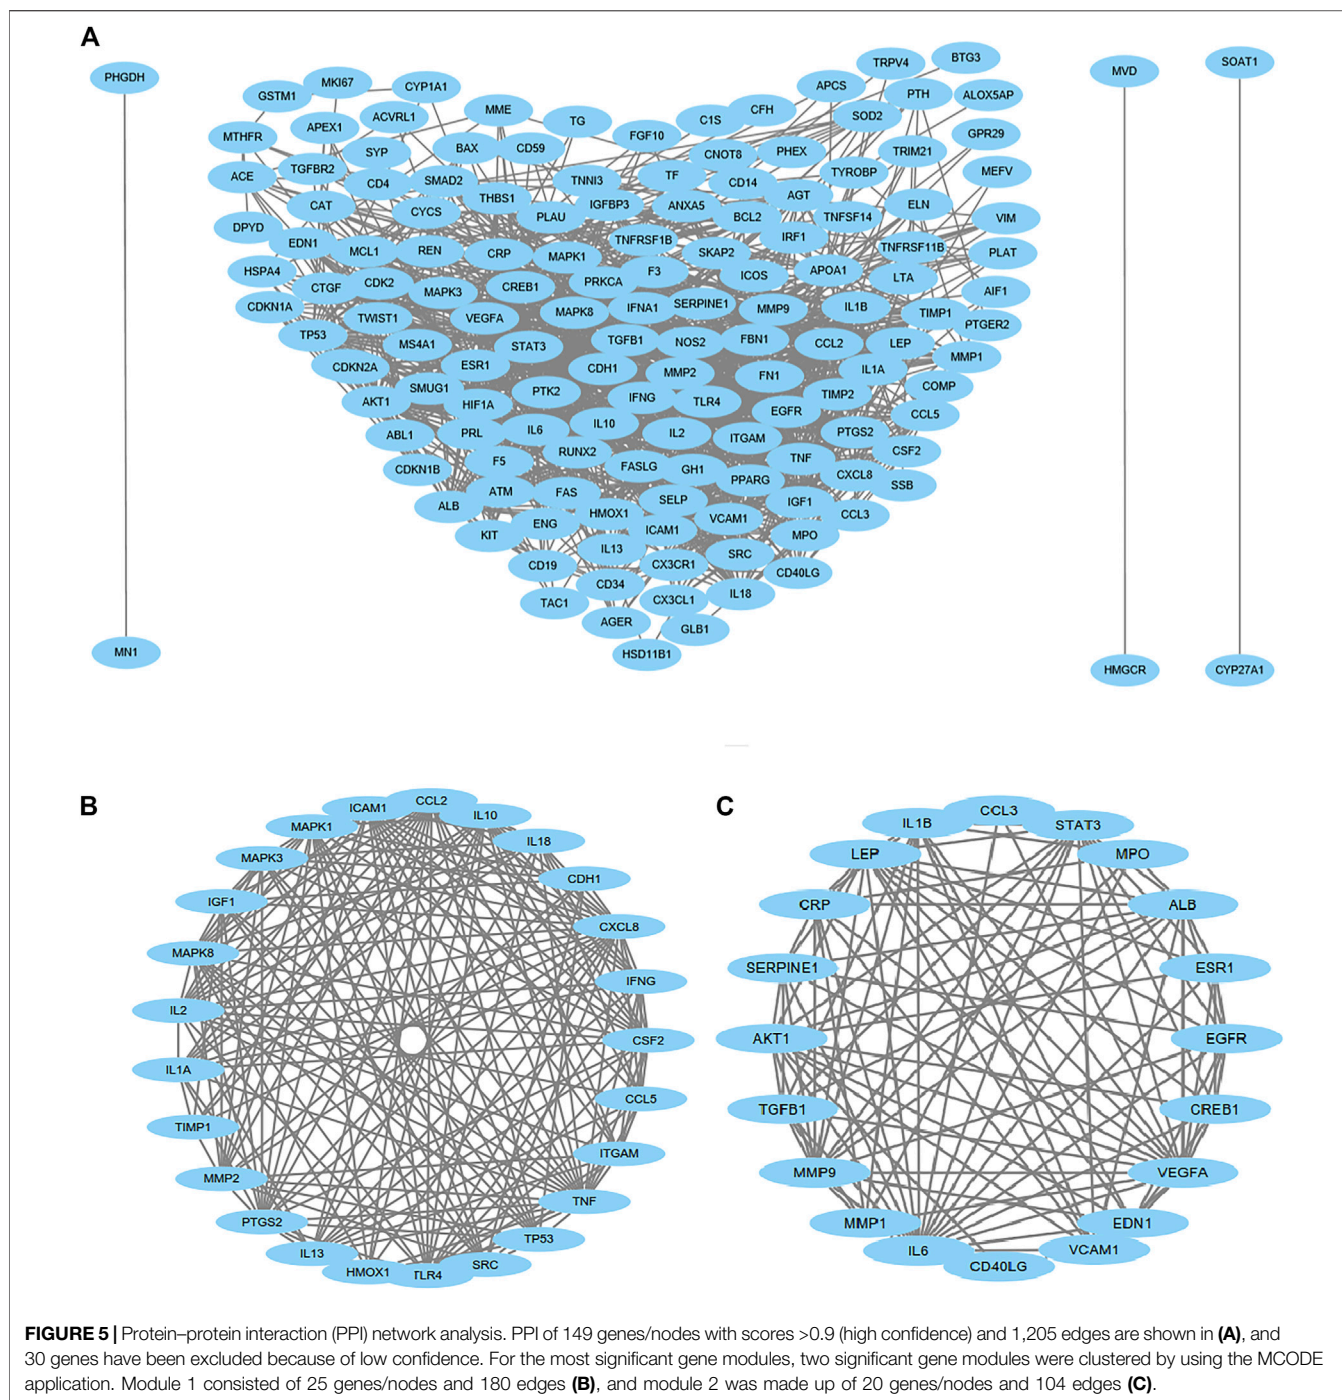 A
PHGDH
MN1
MVD
HMGCR
SOAT1
CYP27A1
BTG3
TRPV4
APCS
PTH
ALOX5AP
MKI67
CYP1A1
GSTM1
MME
TG
FGF10
C1S
CFH
SOD2
GPR29
MTHFR
APEX1
ACVRL1
SYP
BAX
CD59
CNOT8
PHEX
TRIM21
MEFV
ACE
TGFBR2
CD4
SMAD2
THBS1
TNNI3
TF
CD14
AGT
TYROBP
ELN
CAT
CYCS
PLAU
IGFBP3
ANXA5
BCL2
TNFSF14
VIM
DPYD
EDN1
MCL1
REN
CRP
MAPK1
TNFRSF1B
SKAP2
IRF1
TNFRSF11B
PLAT
HSPA4
CTGF
CDK2
MAPK3
CREB1
PRKCA
F3
ICOS
APOA1
LTA
AIF1
CDKN1A
TWIST1
VEGFA
MAPK8
IFNA1
SERPINE1
MMP9
IL1B
TIMP1
PTGER2
TP53
MS4A1
STAT3
TGFB1
NOS2
FBN1
CCL2
LEP
MMP1
CDKN2A
ESR1
CDH1
MMP2
FN1
IL1A
COMP
AKT1
SMUG1
HIF1A
PTK2
IFNG
TLR4
EGFR
TIMP2
CCL5
ABL1
PRL
IL6
IL10
IL2
ITGAM
PTGS2
CSF2
CDKN1B
F5
RUNX2
FASLG
GH1
PPARG
TNF
CXCL8
SSB
ALB
ATM
FAS
HMOX1
SELP
VCAM1
IGF1
CCL3
KIT
ENG
ICAM1
MPO
CD19
IL13
CX3CR1
SRC
CD40LG
TAC1
CD34
CX3CL1
IL18
AGER
GLB1
HSD11B1
B
CCL2
ICAM1
IL10
MAPK1
IL18
MAPK3
CDH1
IGF1
CXCL8
MAPK8
IFNG
IL2
CSF2
IL1A
CCL5
TIMP1
ITGAM
MMP2
TNF
PTGS2
TP53
IL13
SRC
HMOX1
TLR4
C
CCL3
IL1B
STAT3
LEP
MPO
CRP
ALB
SERPINE1
ESR1
AKT1
EGFR
TGFB1
CREB1
MMP9
VEGFA
MMP1
EDN1
IL6
VCAM1
CD40LG
FIGURE 5 | Protein–protein interaction (PPI) network analysis. PPI of 149 genes/nodes with scores >0.9 (high confidence) and 1,205 edges are shown in (A), and
30 genes have been excluded because of low confidence. For the most significant gene modules, two significant gene modules were clustered by using the MCODE
application. Module 1 consisted of 25 genes/nodes and 180 edges (B), and module 2 was made up of 20 genes/nodes and 104 edges (C).